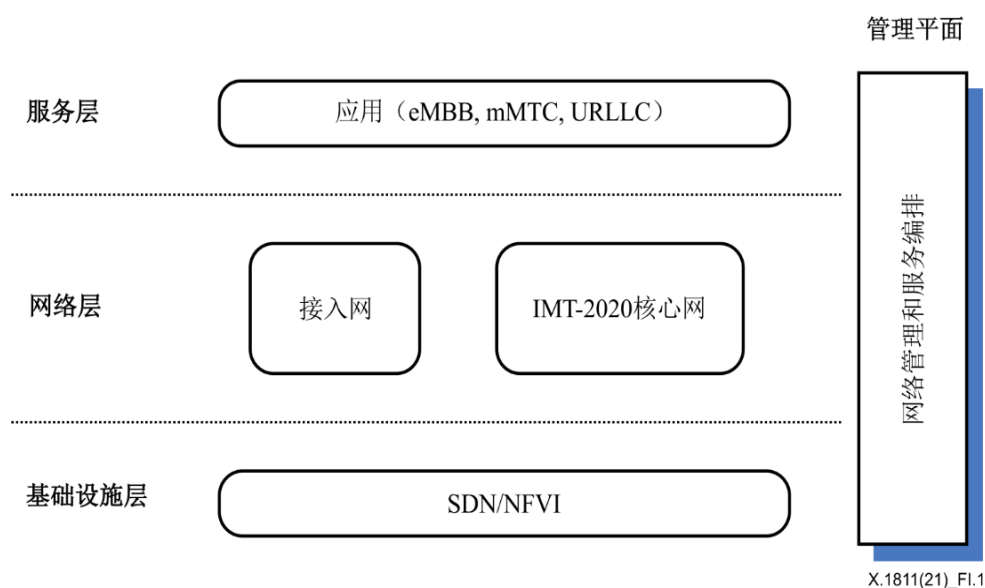 管理平面
服务层
应用（eMBB, mMTC, URLLC）
网络层
接入网
IMT-2020核心网
网络管理和服务编排
基础设施层
SDN/NFVI
X.1811(21)_FI.1